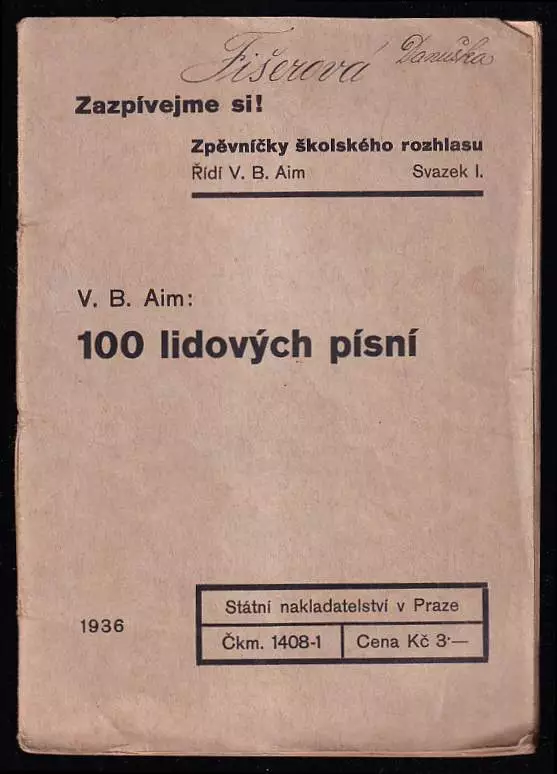 Fišerová Danuška
Zazpívejme si!
Zpěvníčky školského rozhlasu
Řídí V. B. Aim Svazek I.
V. B. Aim:
100 lidových písní
1936
Státní nakladatelství v Praze
Čkm. 1408-1 Cena Kč 3·—